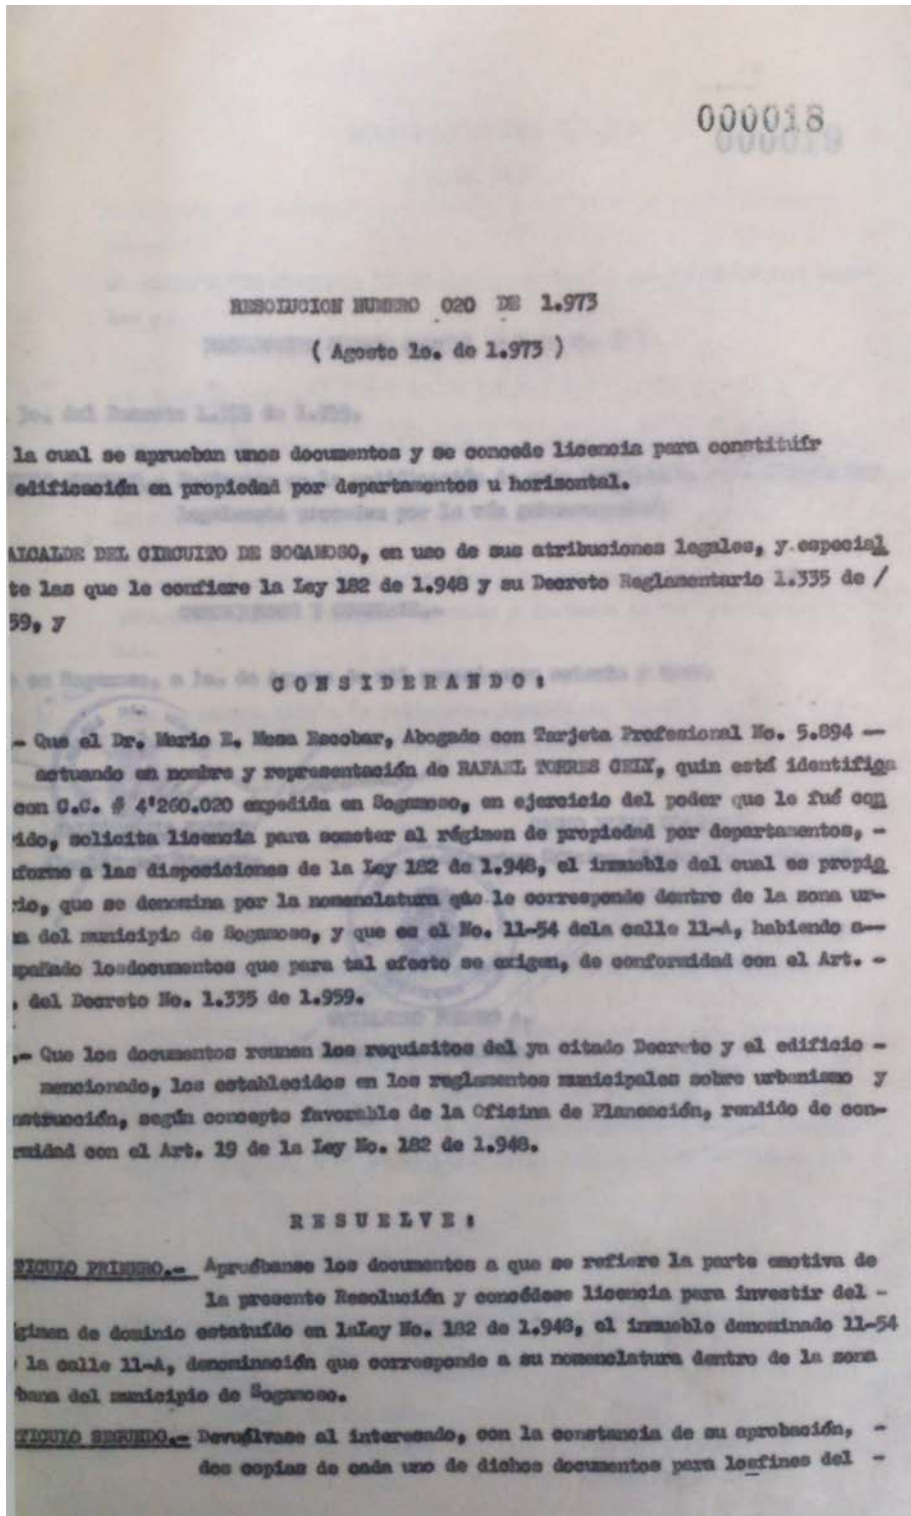 000018
RESOLUCION NUMERO 020 DE 1.973
( Agosto 1o. de 1.973 )
la cual se aprueban unos documentos y se concede licencia para constituifr
edificación en propiedad por departamentos u horizontal.
ALCALDE DEL CIRCUITO DE SOGAMOSO, en uso de sus atribuciones legales, y especial
te las que le confiere la Ley 182 de 1.948 y su Decreto Reglamentario 1.335 de /
59, y
CONSIDERANDO:
- Que el Dr. Mario E. Mesa Escobar, Abogado con Tarjeta Profesional No. 5.894 --
actuando en nombre y representación de RAFAEL TORRES GELY, quin está identifica
con C.C. # 4'260.020 expedida en Sogamoso, en ejercicio del poder que le fué con
rido, solicita licencia para someter al régimen de propiedad por departamentos, -
nforme a las disposiciones de la Ley 182 de 1.948, el inmueble del cual es propie
rio, que se denomina por la nomenclatura que le corresponde dentro de la zona ur-
na del municipio de Sogamoso, y que es el No. 11-54 dela calle 11-A, habiendo a--
mpañado losdocumentos que para tal efecto se exigen, de conformidad con el Art. -
. del Decreto No. 1.335 de 1.959.
.- Que los documentos reunen los requisitos del ya citado Decreto y el edificio -
mencionado, los establecidos en los reglamentos municipales sobre urbanismo y
nstrucción, según concepto favorable de la Oficina de Planeación, rendido de con-
rmidad con el Art. 19 de la Ley No. 182 de 1.948.
RESUELVE:
TICULO PRIMERO.- Apruébanse los documentos a que se refiere la parte emotiva de
la presente Resolución y concédese licencia para investir del -
gimen de dominio estatuído en laLey No. 182 de 1.948, el inmueble denominado 11-54
la calle 11-A, denominación que corresponde a su nomenclatura dentro de la zona
bana del municipio de Sogamoso.
TICULO SEGUNDO.- Devuélvase al interesado, con la constancia de su aprobación, -
dos copias de cada uno de dichos documentos para losfines del -